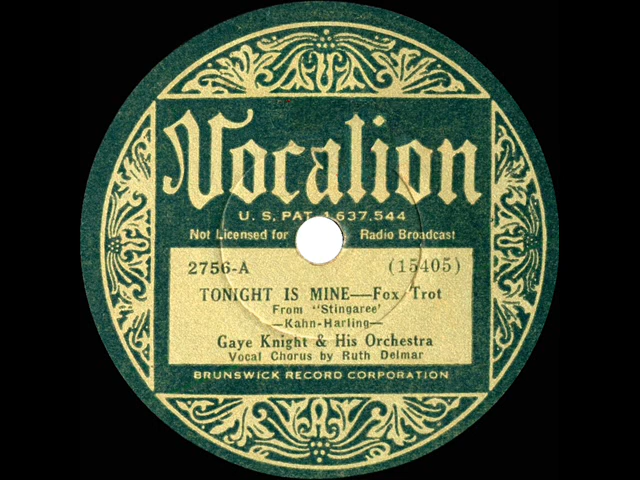 Vocalion
U. S. PAT. 1,637,544
Not Licensed for Radio Broadcast
2756-A (15405)
TONIGHT IS MINE—Fox Trot
From "Stingaree'
—Kahn-Harling—
Gaye Knight & His Orchestra
Vocal Chorus by Ruth Delmar
BRUNSWICK RECORD CORPORATION